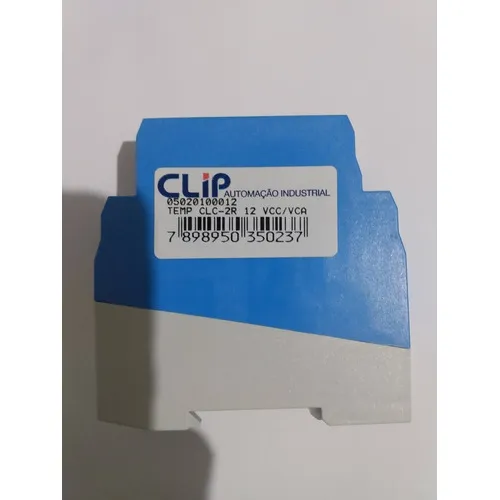 CLIP AUTOMAÇÃO INDUSTRIAL
05020100012
TEMP CLC-2R 12 VCC/VCA
7 898950 350237